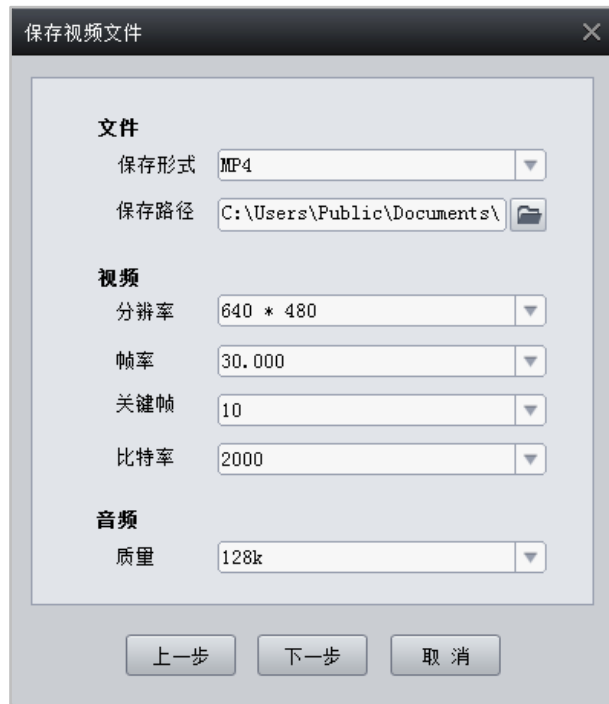 保存视频文件
文件
保存形式 MP4
保存路径 C:\Users\Public\Documents\
视频
分辨率 640 * 480
帧率 30.000
关键帧 10
比特率 2000
音频
质量 128k
上一步 下一步 取 消